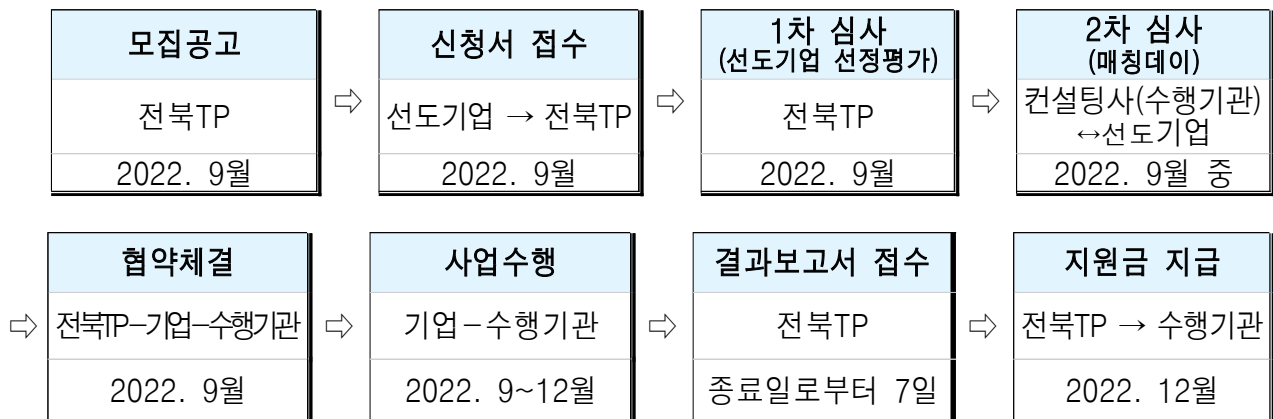 모집공고
전북TP
2022. 9월
⇨
신청서 접수
선도기업 → 전북TP
2022. 9월
⇨
1차 심사
(선도기업 선정평가)
전북TP
2022. 9월
⇨
2차 심사
(매칭데이)
컨설팅사(수행기관)
↔선도기업
2022. 9월 중
⇨
협약체결
전북TP-기업-수행기관
2022. 9월
⇨
사업수행
기업-수행기관
2022. 9~12월
⇨
결과보고서 접수
전북TP
종료일로부터 7일
⇨
지원금 지급
전북TP → 수행기관
2022. 12월